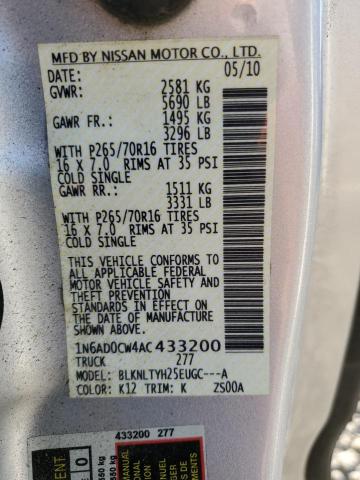 MFD BY NISSAN MOTOR CO., LTD.
DATE: 05/10
GVWR: 2581 KG
5690 LB
GAWR FR.: 1495 KG
3296 LB
WITH P265/70R16 TIRES
16 X 7.0 RIMS AT 35 PSI
COLD SINGLE
GAWR RR.: 1511 KG
3331 LB
WITH P265/70R16 TIRES
16 X 7.0 RIMS AT 35 PSI
COLD SINGLE
THIS VEHICLE CONFORMS TO
ALL APPLICABLE FEDERAL
MOTOR VEHICLE SAFETY AND
THEFT PREVENTION
STANDARDS IN EFFECT ON
THE DATE OF MANUFACTURE
SHOWN ABOVE.
1N6AD0CW4AC433200
TRUCK 277
MODEL: BLKNLTYH25EUGC---A
COLOR: K12 TRIM: K ZS00A
433200 277
0
MANUAL